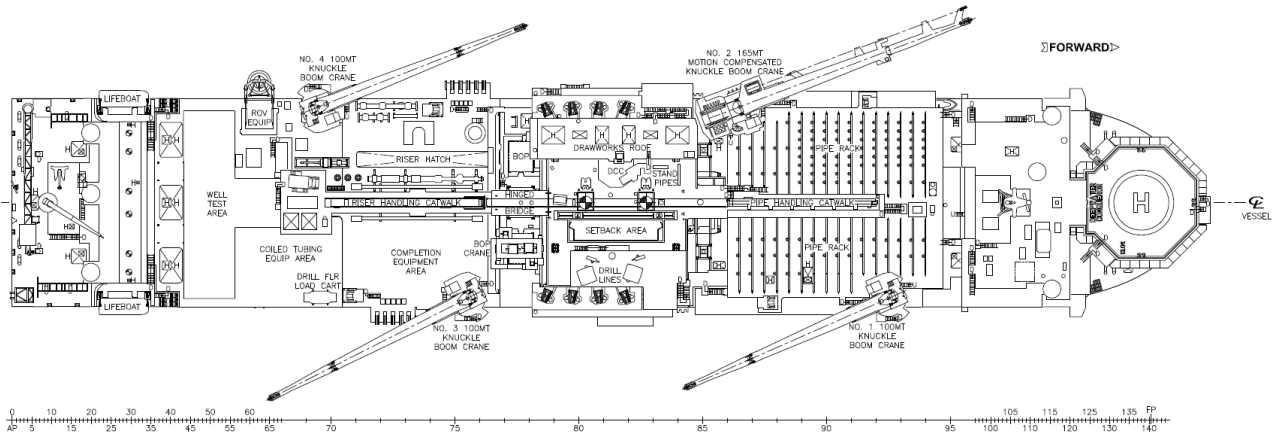 FORWARD
NO. 4 100MT
KNUCKLE
BOOM CRANE
NO. 2 165MT
MOTION COMPENSATED
KNUCKLE BOOM CRANE
LIFEBOAT
ROV
EQUIP
RISER HATCH
BOP
DRAWWORKS ROOF
DCC
STAND
PIPES
PIPE RACK
WELL
TEST
AREA
RISER HANDLING CATWALK
HINGED
BRIDGE
PIPE HANDLING CATWALK
H
VESSEL
SETBACK AREA
COILED TUBING
EQUIP AREA
COMPLETION
EQUIPMENT
AREA
BOP
CRANE
PIPE RACK
DRILL FLR
LOAD CART
DRILL
LINES
LIFEBOAT
NO. 3 100MT
KNUCKLE
BOOM CRANE
NO. 1 100MT
KNUCKLE
BOOM CRANE
0 10 20 30 40 50 60 105 115 125 135 FP
AP 5 15 25 35 45 55 65 70 75 80 85 90 95 100 110 120 130 140